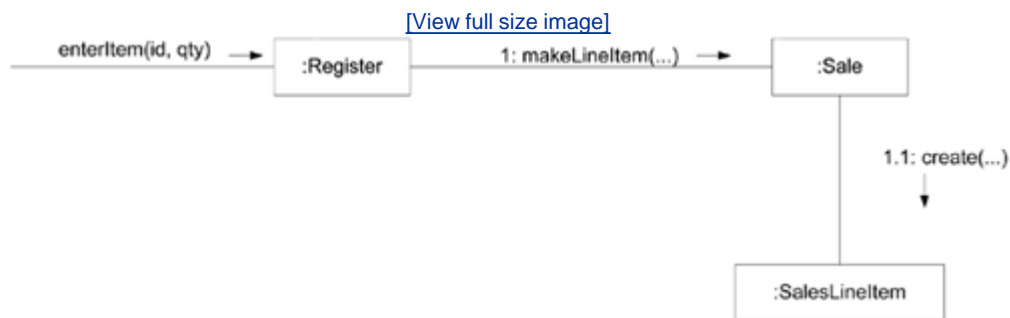 [View full size image]
enterItem(id, qty)
:Register
1: makeLineItem(...)
:Sale
1.1: create(...)
:SalesLineItem